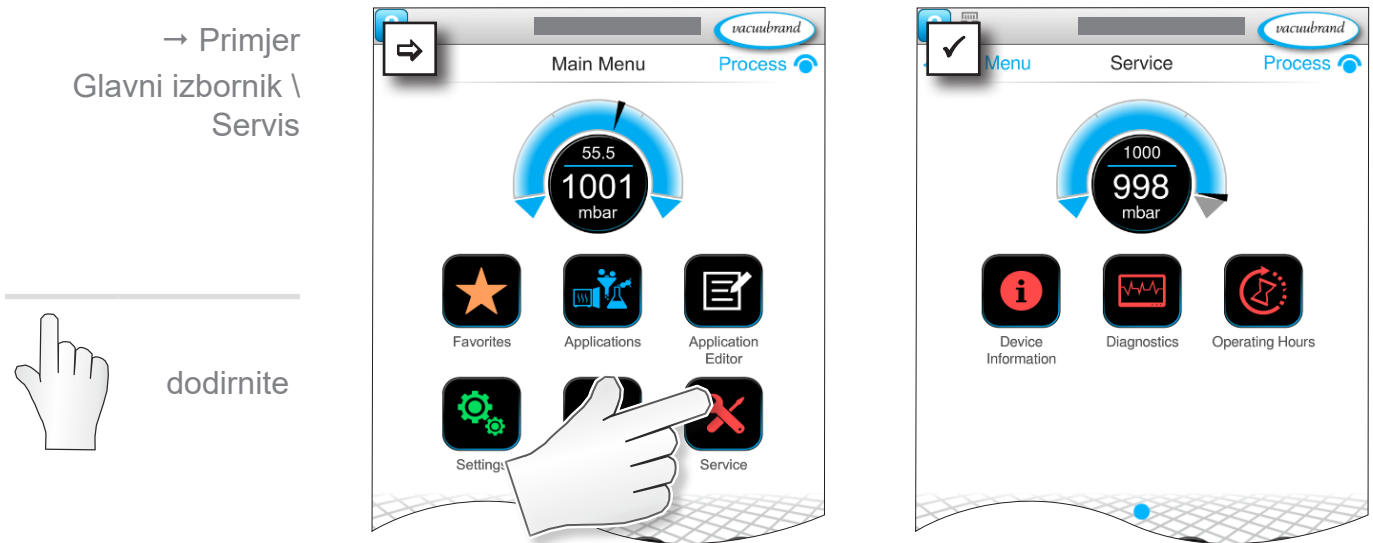 → Primjer
Glavni izbornik \
Servis
dodirnite
vacuubrand
Main Menu
Process
55.5
1001
mbar
Favorites
Applications
Application
Editor
Settings
Service
vacuubrand
Menu
Service
Process
1000
998
mbar
Device
Information
Diagnostics
Operating Hours